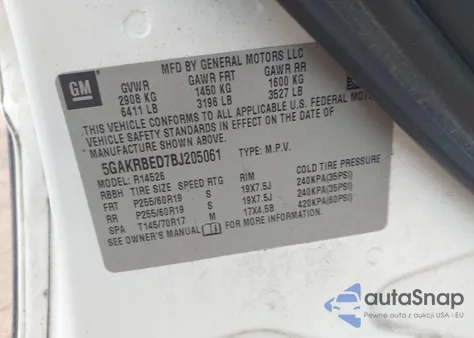 MFD BY GENERAL MOTORS LLC
GM
GVWR GAWR FRT GAWR RR
2908 KG 1450 KG 1600 KG
6411 LB 3196 LB 3527 LB
THIS VEHICLE CONFORMS TO ALL APPLICABLE U.S. FEDERAL MOTOR
VEHICLE SAFETY STANDARDS IN EFFECT ON THE DATE OF
5GAKRBED7BJ205061 TYPE: M.P.V.
MODEL: R14526
RBBH TIRE SIZE SPEED RTG RIM COLD TIRE PRESSURE
FRT P255/60R19 S 19X7.5J 240KPA(35PSI)
RR P255/60R19 S 19X7.5J 240KPA(35PSI)
SPA T145/70R17 M 17X4.5B 420KPA(60PSI)
SEE OWNER'S MANUAL FOR MORE INFORMATION
autaSnap
Pewne auta z USA i EU